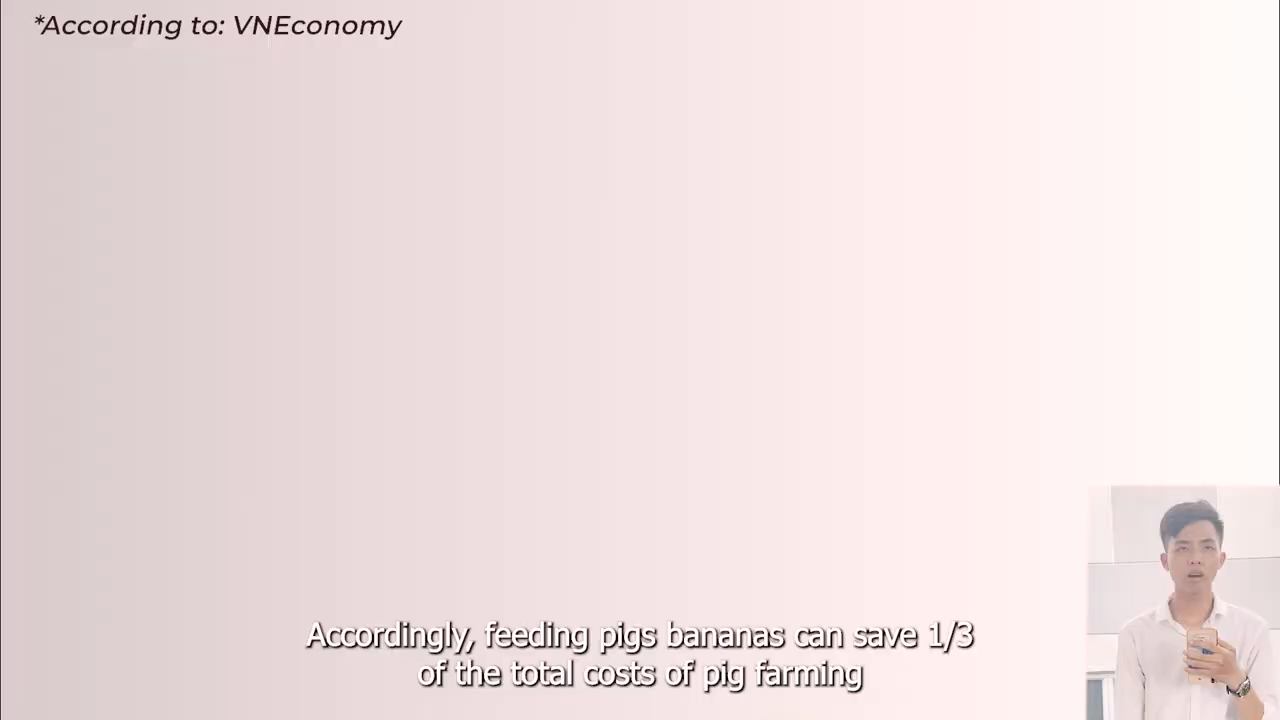 *According to: VNEconomy
Accordingly, feeding pigs bananas can save 1/3
of the total costs of pig farming